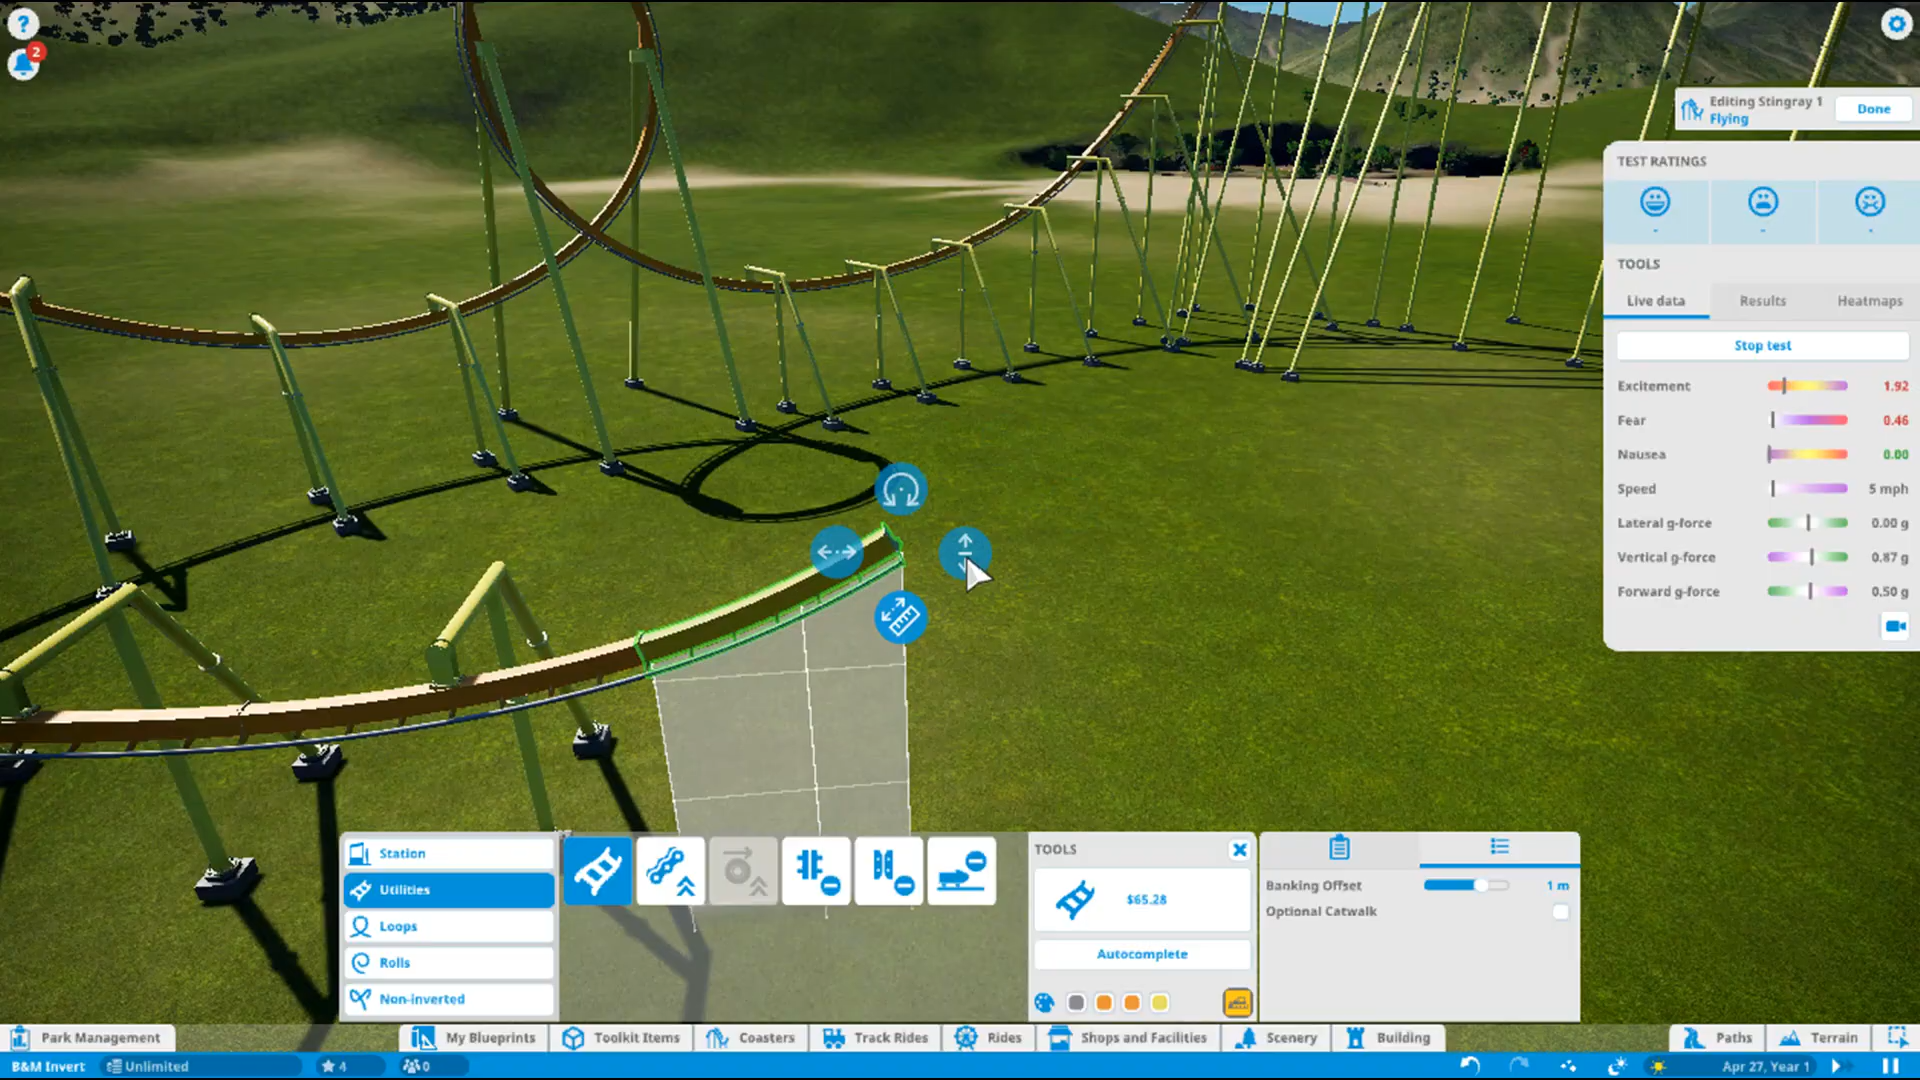 ?
2
Editing Stingray 1
Flying
Done
TEST RATINGS
-
-
-
TOOLS
Live data
Results
Heatmaps
Stop test
Excitement
1.92
Fear
0.46
Nausea
0.00
Speed
5 mph
Lateral g-force
0.00 g
Vertical g-force
0.87 g
Forward g-force
0.50 g
Station
Utilities
Loops
Rolls
Non-inverted
TOOLS
$65.28
Autocomplete
Banking Offset
1 m
Optional Catwalk
Park Management
My Blueprints
Toolkit Items
Coasters
Track Rides
Rides
Shops and Facilities
Scenery
Building
Paths
Terrain
B&M Invert
Unlimited
4
0
Apr 27, Year 1